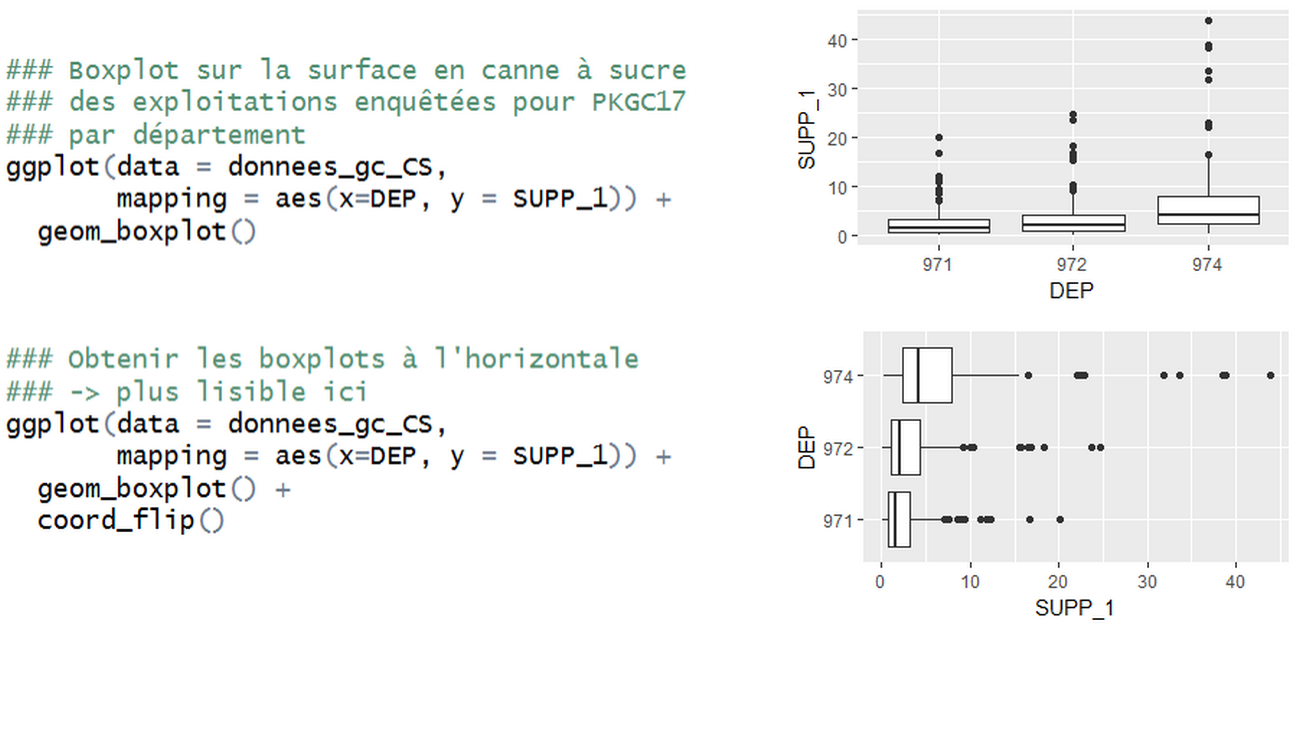 ### Boxplot sur la surface en canne à sucre
### des exploitations enquêtées pour PKGC17
### par département
ggplot(data = donnees_gc_CS,
mapping = aes(x=DEP, y = SUPP_1)) +
geom_boxplot()
40
30
20
10
0
SUPP_1
971 972 974
DEP
### Obtenir les boxplots à l'horizontale
### -> plus lisible ici
ggplot(data = donnees_gc_CS,
mapping = aes(x=DEP, y = SUPP_1)) +
geom_boxplot() +
coord_flip()
974
972
971
DEP
0 10 20 30 40
SUPP_1